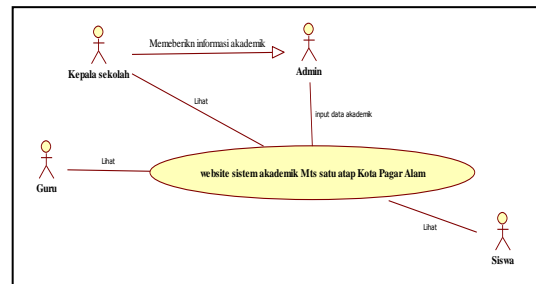 Memeberikn informasi akademik
Kepala sekolah
Admin
Lihat
input data akademik
Lihat
website sistem akademik Mts satu atap Kota Pagar Alam
Guru
Lihat
Siswa